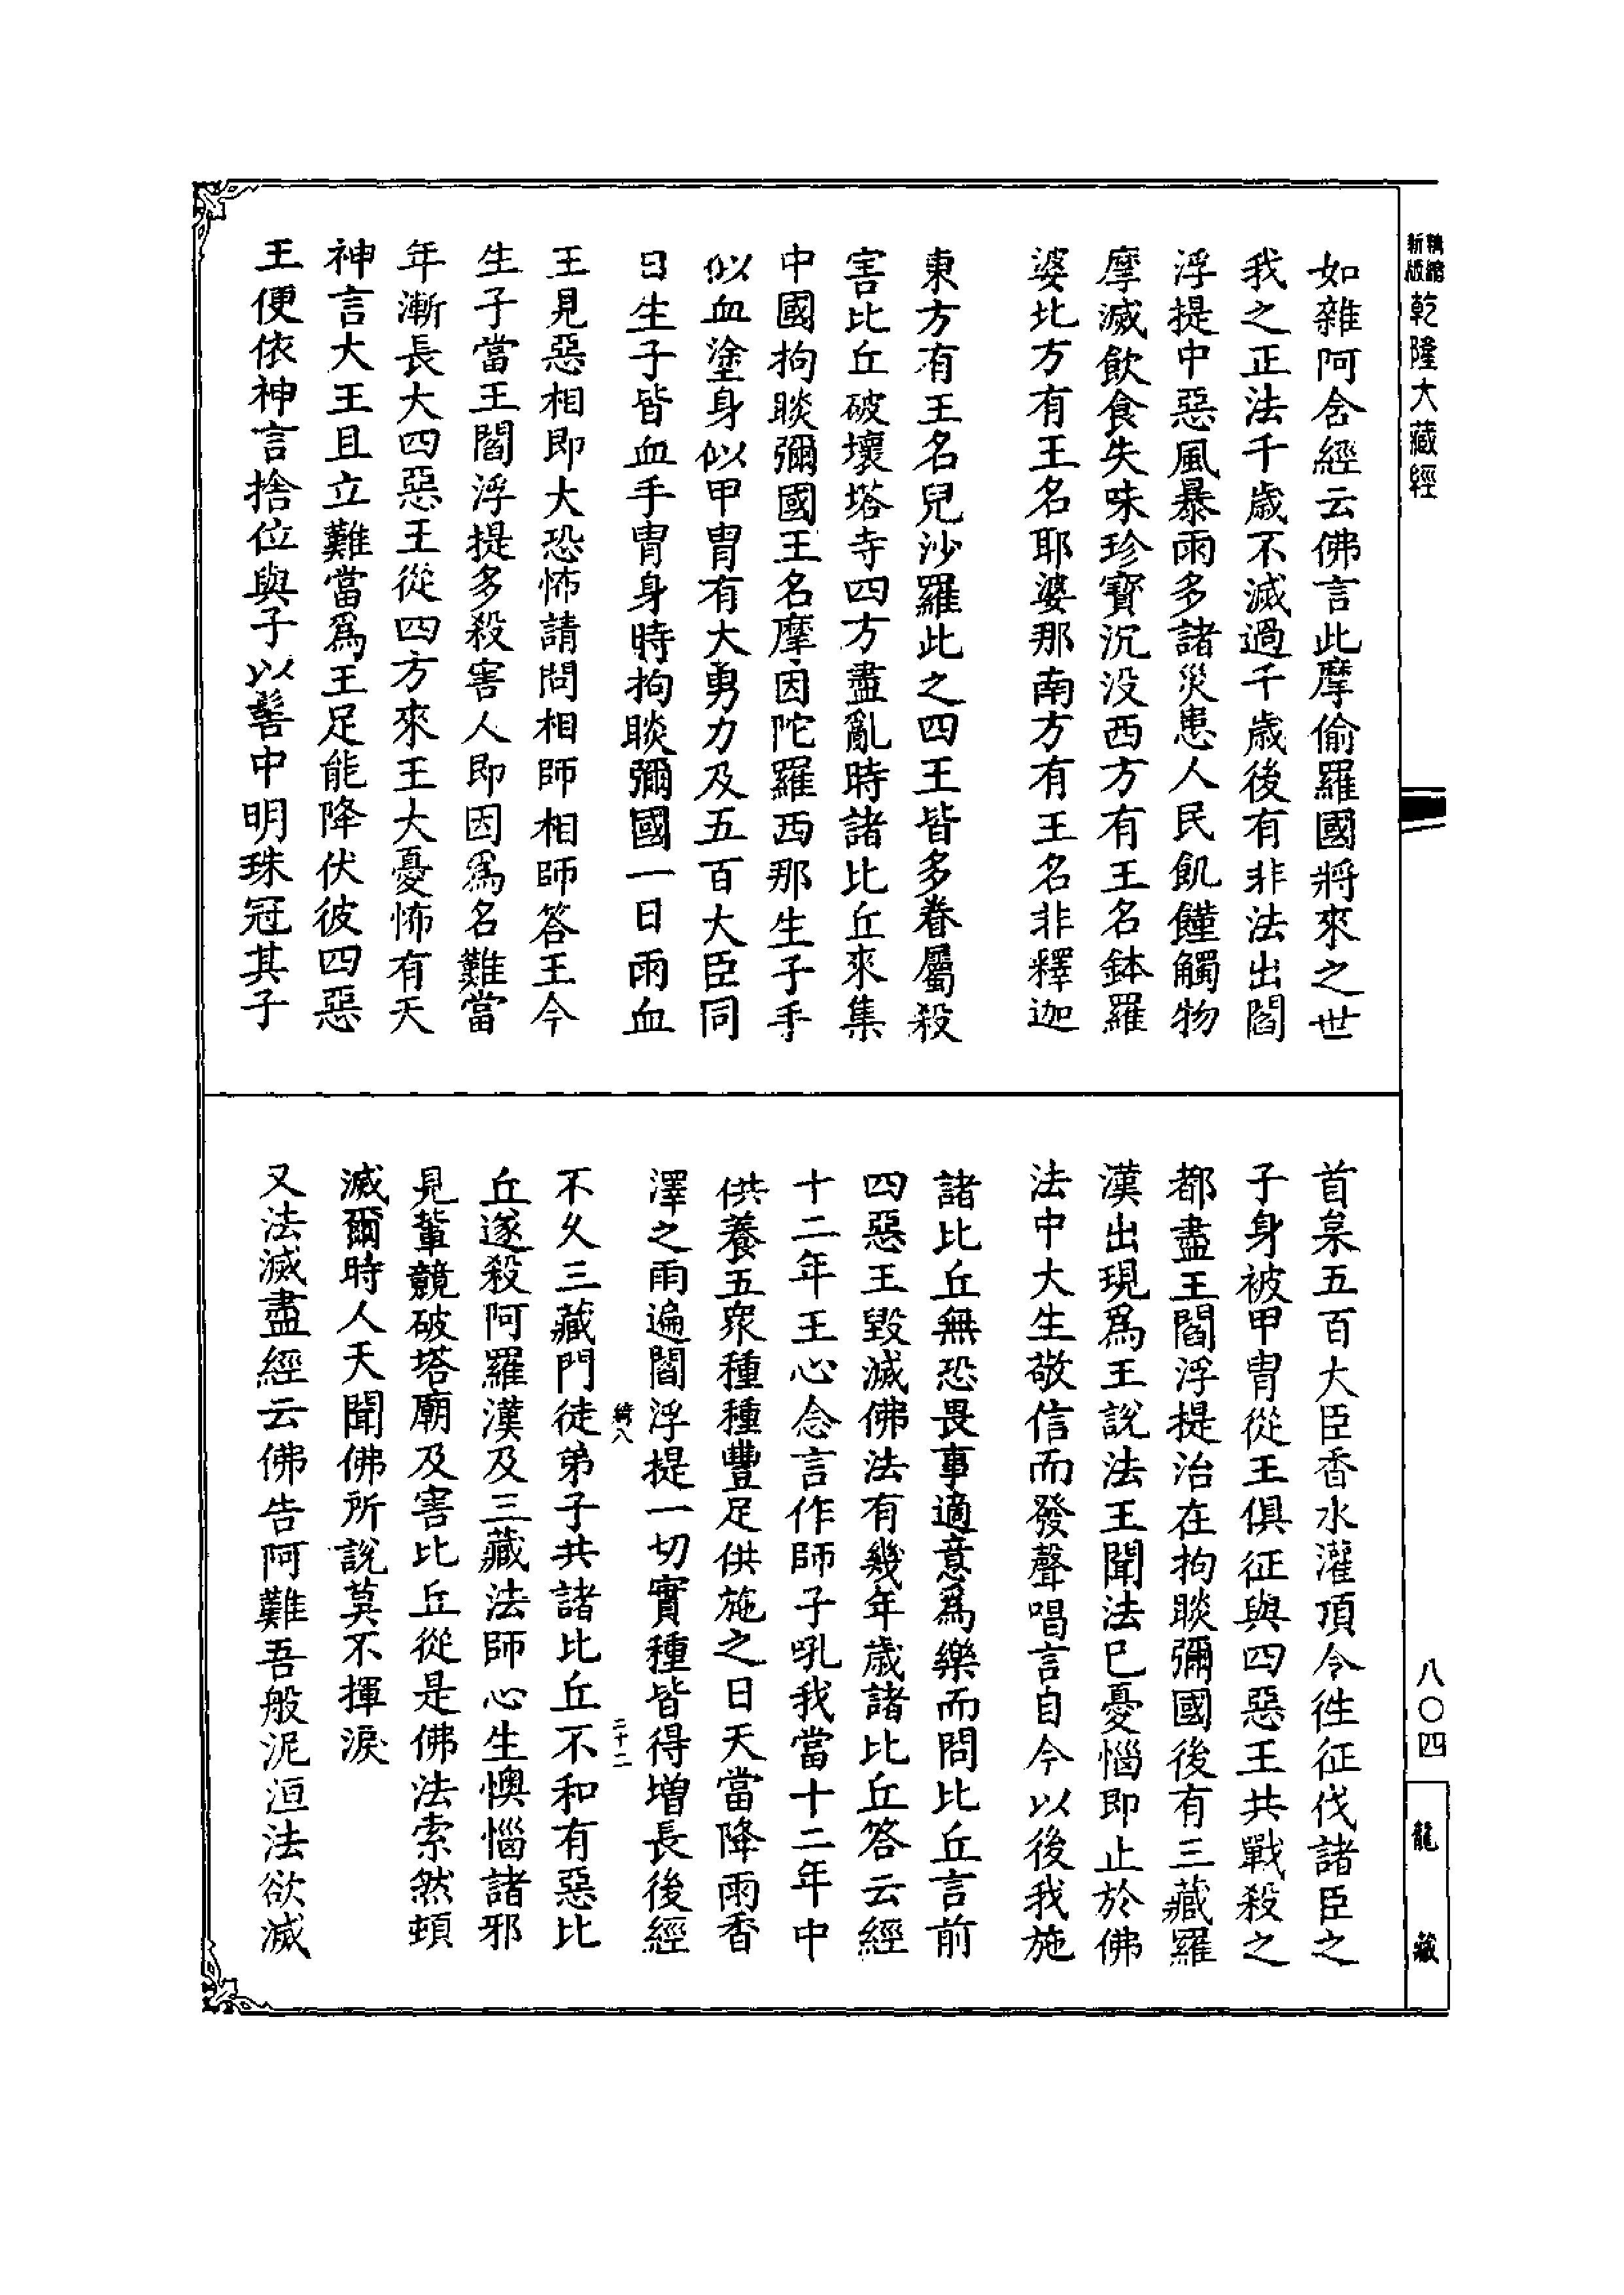 精縮
新版
乾隆大藏經
如雜阿含經云佛言此摩偷羅國將來之世
我之正法千歲不滅過千歲後有非法出閻
浮提中惡風暴雨多諸災患人民飢饉觸物
摩滅飲食失味珍寶沉沒西方有王名鉢羅
婆北方有王名耶婆那南方有王名非釋迦
東方有王名兒沙羅此之四王皆多眷屬殺
害比丘破壞塔寺四方盡亂時諸比丘來集
中國拘睒彌國王名摩因陀羅西那生子手
似血塗身似甲冑有大勇力及五百大臣同
日生子皆血手冑身時拘睒彌國一日雨血
王見惡相即大恐怖請問相師相師答王今
生子當王閻浮提多殺害人即因爲名難當
年漸長大四惡王從四方來王大憂怖有天
神言大王且立難當爲王足能降伏彼四惡
王便依神言捨位與子以髻中明珠冠其子
首㭍五百大臣香水灌頂令徃征伐諸臣之
子身被甲冑從王俱征與四惡王共戰殺之
都盡王閻浮提治在拘睒彌國後有三藏羅
漢出現爲王說法王聞法已憂惱即止於佛
法中大生敬信而發聲唱言自今以後我施
諸比丘無恐畏事適意爲樂而問比丘言前
四惡王毀滅佛法有幾年歲諸比丘答云經
十二年王心念言作師子吼我當十二年中
供養五衆種種豐足供施之日天當降雨香
澤之雨遍閻浮提一切實種皆得增長後經
綺八
二十二
不久三藏門徒弟子共諸比丘不和有惡比
丘遂殺阿羅漢及三藏法師心生懊惱諸邪
見輩競破塔廟及害比丘從是佛法索然頓
滅爾時人天聞佛所說莫不揮淚
又法滅盡經云佛告阿難吾般泥洹法欲滅
八〇四
龍藏